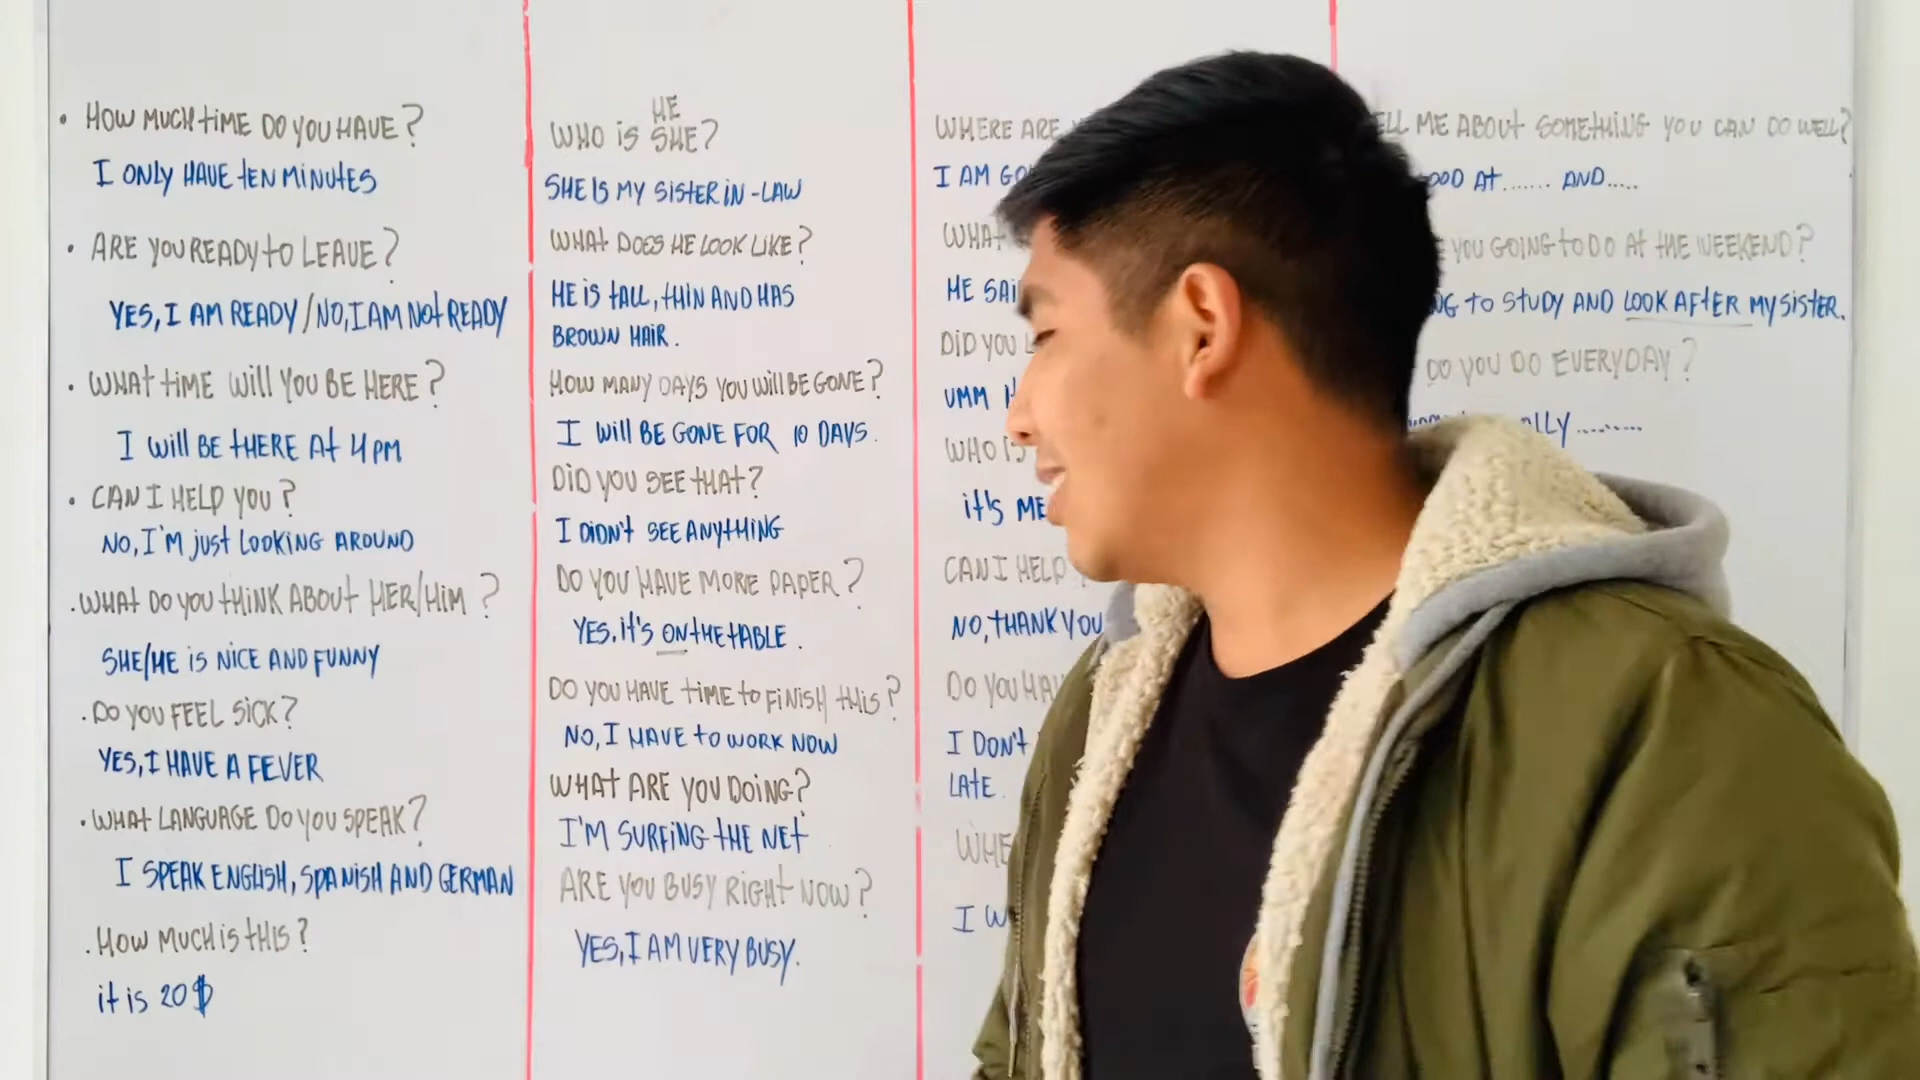 • HOW MUCH TIME DO YOU HAVE?
I ONLY HAVE TEN MINUTES
• ARE YOU READY TO LEAVE?
YES, I AM READY / NO, I AM NOT READY
• WHAT TIME WILL YOU BE HERE?
I WILL BE THERE AT 4 PM
• CAN I HELP YOU?
NO, I'M JUST LOOKING AROUND
. WHAT DO YOU THINK ABOUT HER/HIM?
SHE/HE IS NICE AND FUNNY
. DO YOU FEEL SICK?
YES, I HAVE A FEVER
. WHAT LANGUAGE DO YOU SPEAK?
I SPEAK ENGLISH, SPANISH AND GERMAN
. HOW MUCH IS THIS?
IT IS 20$
HE
WHO IS SHE?
SHE IS MY SISTER IN-LAW
WHAT DOES HE LOOK LIKE?
HE IS TALL, THIN AND HAS
BROWN HAIR.
HOW MANY DAYS YOU WILL BE GONE?
I WILL BE GONE FOR 10 DAYS.
DID YOU SEE THAT?
I DIDN'T SEE ANYTHING
DO YOU HAVE MORE PAPER?
YES, IT'S ON THE TABLE.
DO YOU HAVE TIME TO FINISH THIS?
NO, I HAVE TO WORK NOW
WHAT ARE YOU DOING?
I'M SURFING THE NET
ARE YOU BUSY RIGHT NOW?
YES, I AM VERY BUSY.
WHERE ARE
I AM
WHAT
HE SAI
DID YOU
UMM
WHO IS
IT'S ME
CAN I HELP
NO, THANK YOU
DO YOU HAV
I DON'T
LATE.
WHE
I W
ELL ME ABOUT SOMETHING YOU CAN DO WELL?
OOD AT....... AND.....
YOU GOING TO DO AT THE WEEKEND?
NG TO STUDY AND LOOK AFTER MY SISTER.
DO YOU DO EVERYDAY?
LLY.........